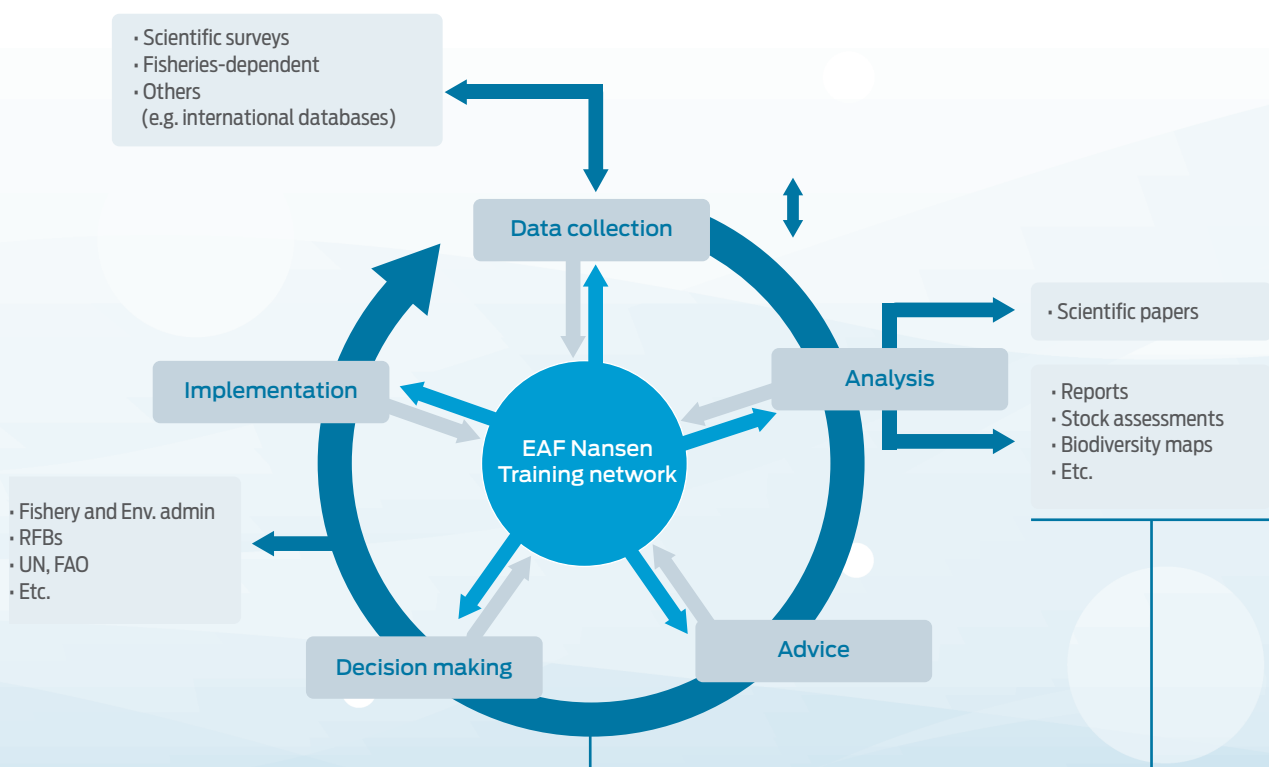 · Scientific surveys
· Fisheries-dependent
· Others
(e.g. international databases)
Data collection
· Scientific papers
Analysis
Implementation
· Reports
· Stock assessments
· Biodiversity maps
· Etc.
EAF Nansen
Training network
· Fishery and Env. admin
· RFBs
· UN, FAO
· Etc.
Advice
Decision making